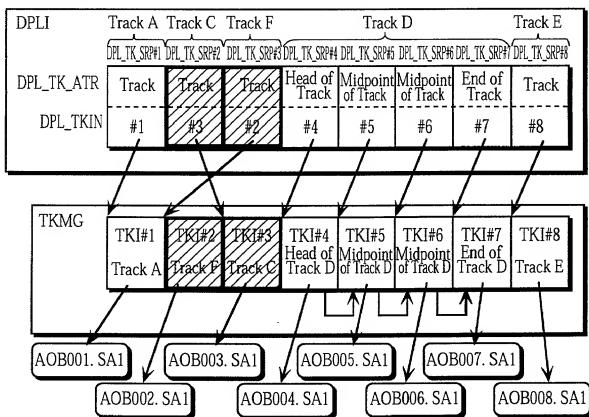 DPLI
Track A Track C Track F Track D Track E
DPL_TK_SRP#1 DPL_TK_SRP#2 DPL_TK_SRP#3 DPL_TK_SRP#4 DPL_TK_SRP#5 DPL_TK_SRP#6 DPL_TK_SRP#7 DPL_TK_SRP#8
DPL_TK_ATR Track Track Track Head of Track Midpoint of Track Midpoint of Track End of Track Track
DPL_TKIN #1 #3 #2 #4 #5 #6 #7 #8
TKMG
TKI#1 TKI#2 TKI#3 TKI#4 TKI#5 TKI#6 TKI#7 TKI#8
Track A Track F Track C Head of Track D Midpoint of Track D Midpoint of Track D End of Track D Track E
AOB001. SA1 AOB003. SA1 AOB005. SA1 AOB007. SA1
AOB002. SA1 AOB004. SA1 AOB006. SA1 AOB008. SA1